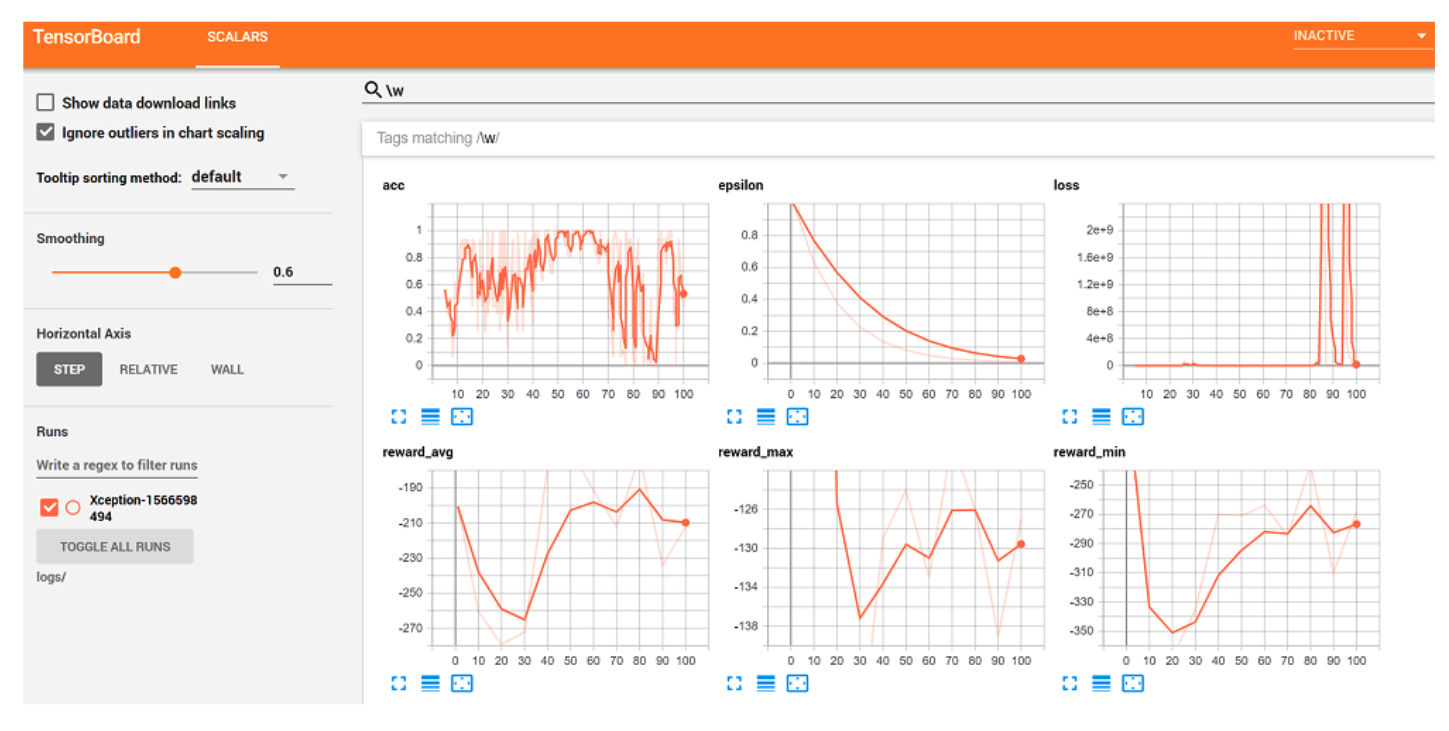 TensorBoard SCALARS INACTIVE
Show data download links
Ignore outliers in chart scaling
Tooltip sorting method: default
Smoothing
0.6
Horizontal Axis
STEP RELATIVE WALL
Runs
Write a regex to filter runs
Xception-1566598
494
TOGGLE ALL RUNS
logs/
\w
Tags matching /\w/
acc
1
0.8
0.6
0.4
0.2
0
10 20 30 40 50 60 70 80 90 100
epsilon
0.8
0.6
0.4
0.2
0
0 10 20 30 40 50 60 70 80 90 100
loss
2e+9
1.6e+9
1.2e+9
8e+8
4e+8
0
10 20 30 40 50 60 70 80 90 100
reward_avg
-190
-210
-230
-250
-270
0 10 20 30 40 50 60 70 80 90 100
reward_max
-126
-130
-134
-138
0 10 20 30 40 50 60 70 80 90 100
reward_min
-250
-270
-290
-310
-330
-350
0 10 20 30 40 50 60 70 80 90 100